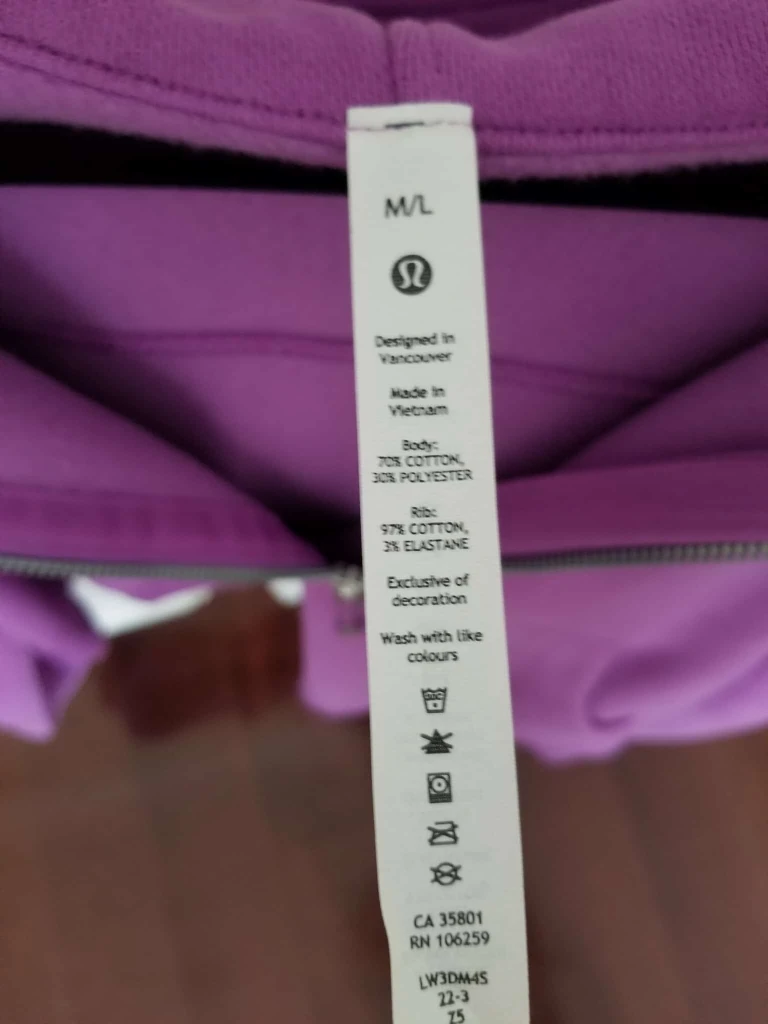 M/L
Designed in
Vancouver
Made in
Vietnam
Body:
70% COTTON,
30% POLYESTER
Rib:
97% COTTON,
3% ELASTANE
Exclusive of
decoration
Wash with like
colours
CA 35801
RN 106259
LW3DM4S
22-3
Z5